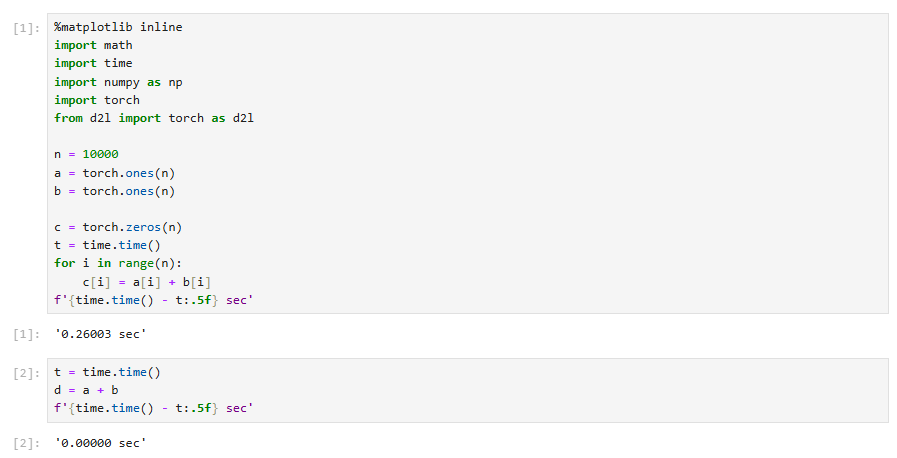 [1]: %matplotlib inline
import math
import time
import numpy as np
import torch
from d2l import torch as d2l
n = 10000
a = torch.ones(n)
b = torch.ones(n)
c = torch.zeros(n)
t = time.time()
for i in range(n):
    c[i] = a[i] + b[i]
f'{time.time() - t:.5f} sec'
[1]: '0.26003 sec'
[2]: t = time.time()
d = a + b
f'{time.time() - t:.5f} sec'
[2]: '0.00000 sec'